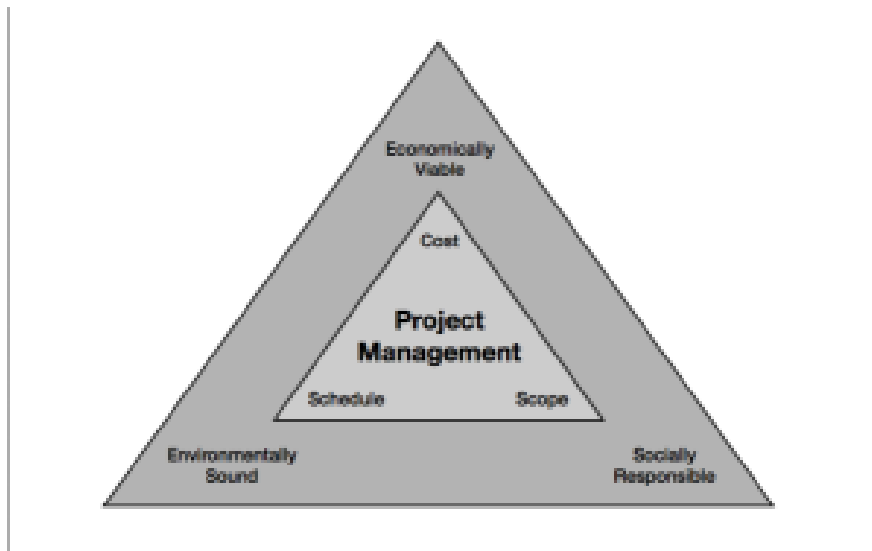 Economically
Viable
Cost
Project
Management
Schedule
Scope
Environmentally
Sound
Socially
Responsible